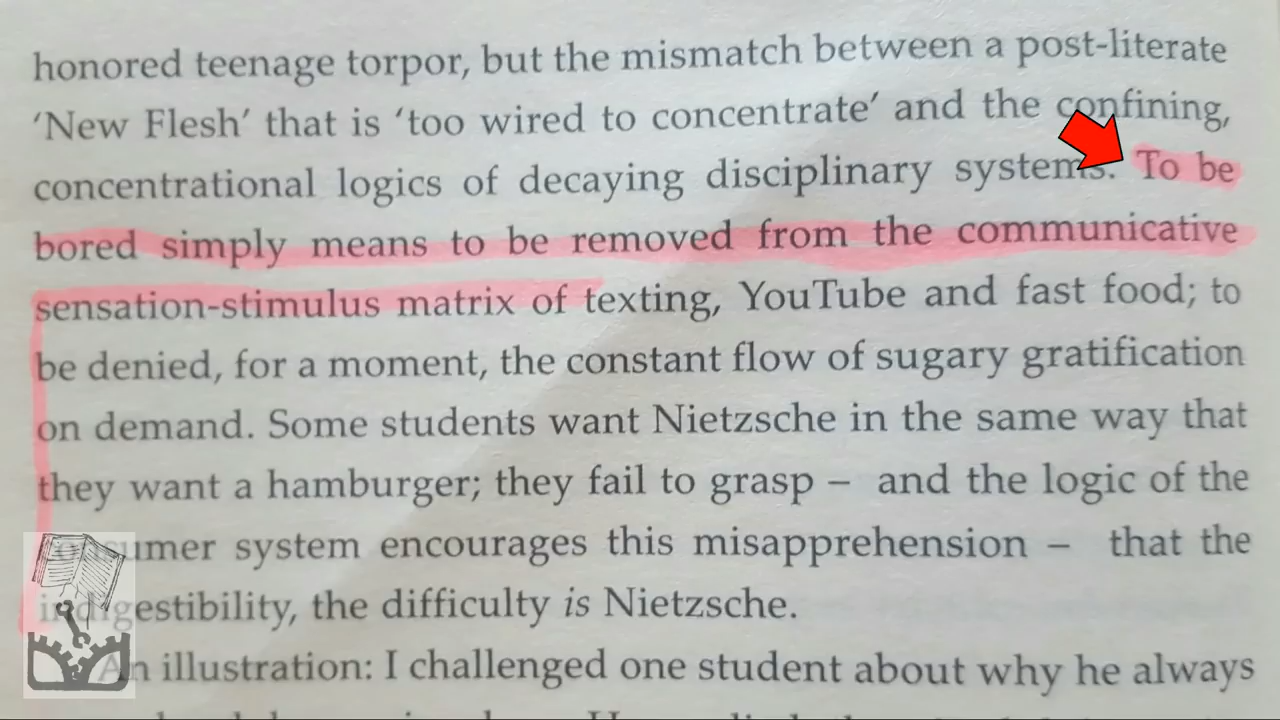 honored teenage torpor, but the mismatch between a post-literate
‘New Flesh’ that is ‘too wired to concentrate’ and the confining,
concentrational logics of decaying disciplinary systems. To be
bored simply means to be removed from the communicative
sensation-stimulus matrix of texting, YouTube and fast food; to
be denied, for a moment, the constant flow of sugary gratification
on demand. Some students want Nietzsche in the same way that
they want a hamburger; they fail to grasp – and the logic of the
consumer system encourages this misapprehension – that the
indigestibility, the difficulty is Nietzsche.
An illustration: I challenged one student about why he always